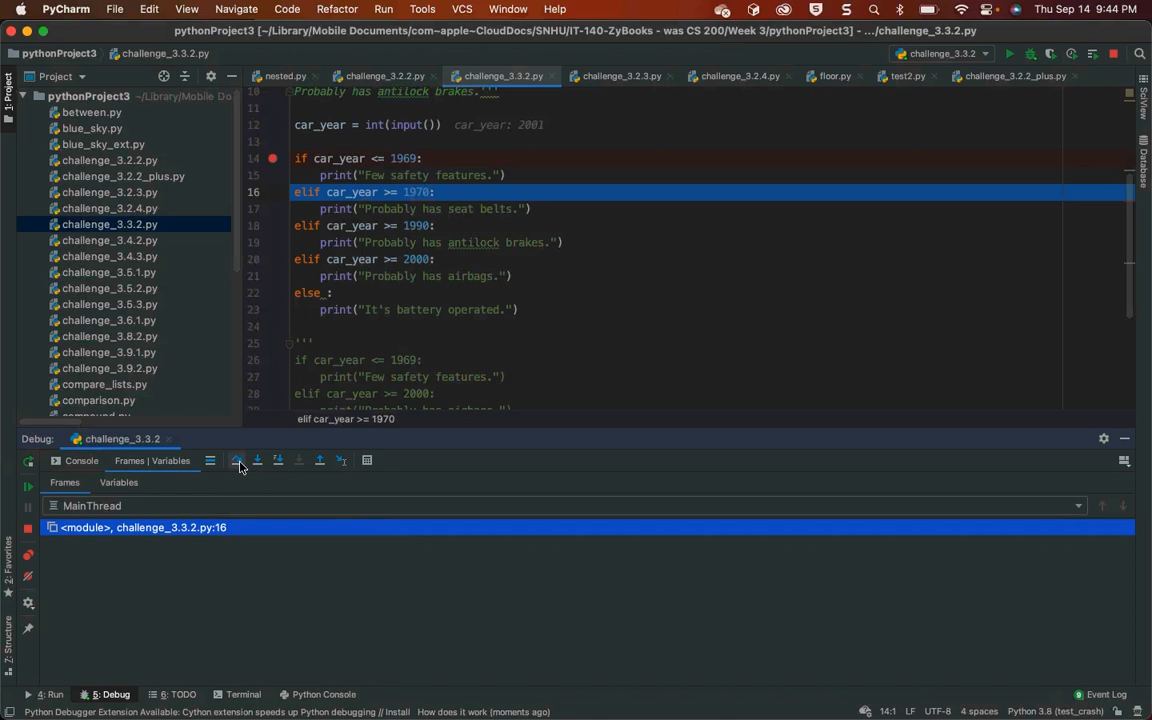 PyCharm File Edit View Navigate Code Refactor Run Tools VCS Window Help Thu Sep 14 9:44 PM
pythonProject3 [~/Library/Mobile Documents/com~apple~CloudDocs/SNHU/IT-140-ZyBooks - was CS 200/Week 3/pythonProject3] - .../challenge_3.3.2.py
pythonProject3 challenge_3.3.2.py challenge_3.3.2
Project nested.py challenge_3.2.2.py challenge_3.3.2.py challenge_3.2.3.py challenge_3.2.4.py floor.py test2.py challenge_3.2.2_plus.py
1: Project
pythonProject3 ~/Library/Mobile Do
between.py
blue_sky.py
blue_sky_ext.py
challenge_3.2.2.py
challenge_3.2.2_plus.py
challenge_3.2.3.py
challenge_3.2.4.py
challenge_3.3.2.py
challenge_3.4.2.py
challenge_3.4.3.py
challenge_3.5.1.py
challenge_3.5.2.py
challenge_3.5.3.py
challenge_3.6.1.py
challenge_3.8.2.py
challenge_3.9.1.py
challenge_3.9.2.py
compare_lists.py
comparison.py
compound.py
10 Probably has antilock brakes.'''
11
12 car_year = int(input()) car_year: 2001
13
14 if car_year <= 1969:
15 print("Few safety features.")
16 elif car_year >= 1970:
17 print("Probably has seat belts.")
18 elif car_year >= 1990:
19 print("Probably has antilock brakes.")
20 elif car_year >= 2000:
21 print("Probably has airbags.")
22 else :
23 print("It's battery operated.")
24
25 '''
26 if car_year <= 1969:
27 print("Few safety features.")
28 elif car_year >= 2000:
print("Probably has airbags.")
elif car_year >= 1970
SciView
Database
Debug: challenge_3.3.2
Console Frames | Variables
Frames Variables
MainThread
<module>, challenge_3.3.2.py:16
2: Favorites
7: Structure
4: Run 5: Debug 6: TODO Terminal Python Console Event Log
Python Debugger Extension Available: Cython extension speeds up Python debugging // Install How does it work (moments ago) 14:1 LF UTF-8 4 spaces Python 3.8 (test_crash)